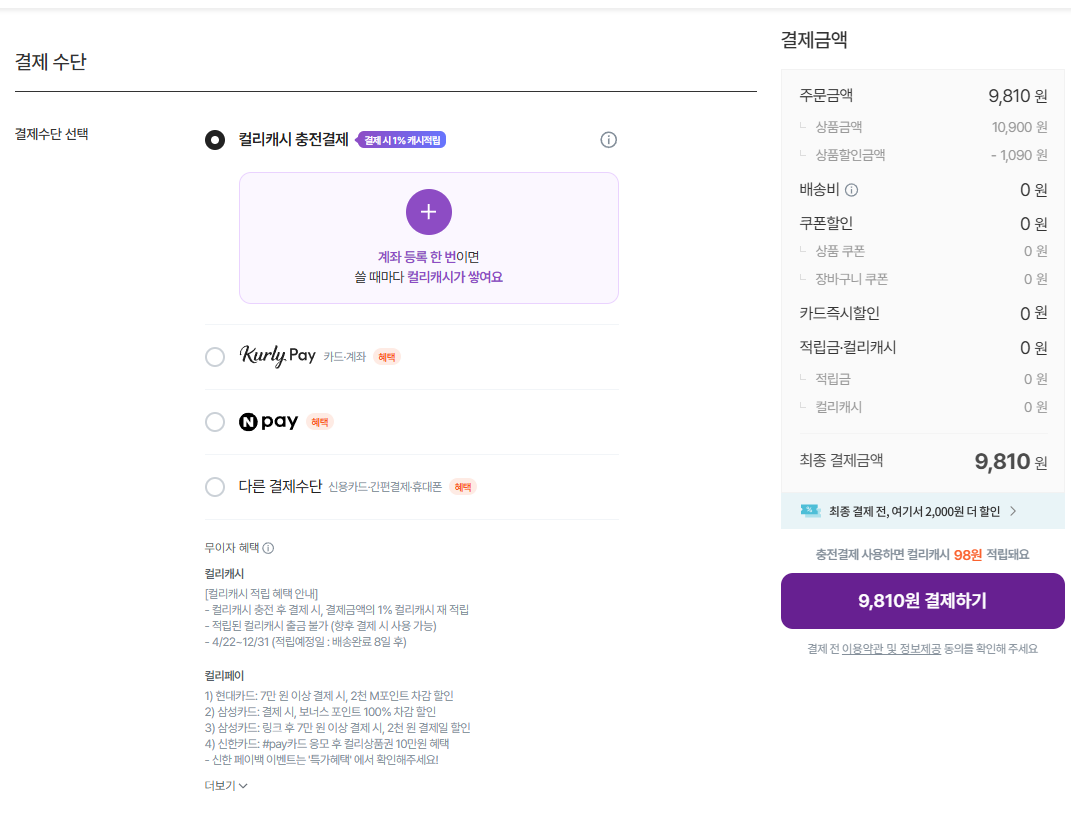 결제 수단
결제수단 선택
컬리캐시 충전결제 결제 시 1% 캐시적립
계좌 등록 한 번이면
쓸 때마다 컬리캐시가 쌓여요
Kurly Pay 카드·계좌 혜택
N pay 혜택
다른 결제수단 신용카드·간편결제·휴대폰 혜택
무이자 혜택
컬리캐시
[컬리캐시 적립 혜택 안내]
- 컬리캐시 충전 후 결제 시, 결제금액의 1% 컬리캐시 재 적립
- 적립된 컬리캐시 출금 불가 (향후 결제 시 사용 가능)
- 4/22~12/31 (적립예정일 : 배송완료 8일 후)
컬리페이
1) 현대카드: 7만 원 이상 결제 시, 2천 M포인트 차감 할인
2) 삼성카드: 결제 시, 보너스 포인트 100% 차감 할인
3) 삼성카드: 링크 후 7만 원 이상 결제 시, 2천 원 결제일 할인
4) 신한카드: #pay카드 응모 후 컬리상품권 10만원 혜택
- 신한 페이백 이벤트는 '특가혜택' 에서 확인해주세요!
더보기
결제금액
주문금액 9,810 원
상품금액 10,900 원
상품할인금액 - 1,090 원
배송비 0 원
쿠폰할인 0 원
상품 쿠폰 0 원
장바구니 쿠폰 0 원
카드즉시할인 0 원
적립금·컬리캐시 0 원
적립금 0 원
컬리캐시 0 원
최종 결제금액 9,810 원
% 최종 결제 전, 여기서 2,000원 더 할인
충전결제 사용하면 컬리캐시 98원 적립돼요
9,810원 결제하기
결제 전 이용약관 및 정보제공 동의를 확인해 주세요